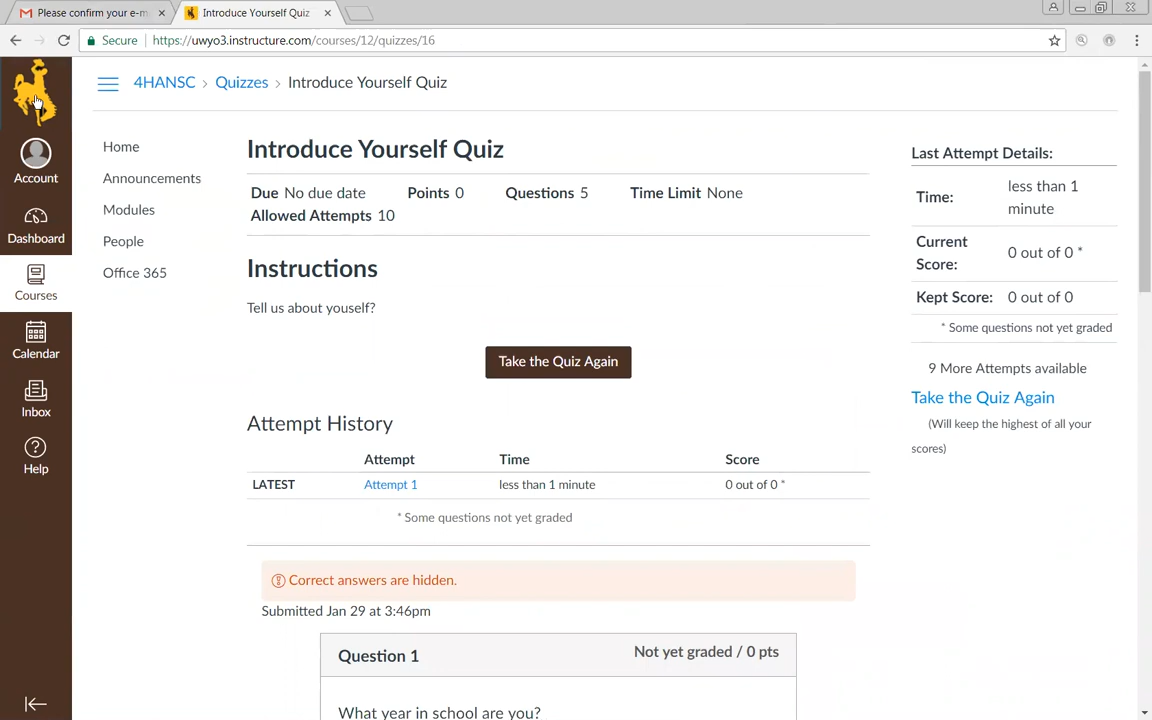 Please confirm your e-m
Introduce Yourself Quiz
Secure
https://uwyo3.instructure.com/courses/12/quizzes/16
4HANSC > Quizzes > Introduce Yourself Quiz
Account
Dashboard
Courses
Calendar
Inbox
Help
Home
Announcements
Modules
People
Office 365
Introduce Yourself Quiz
Due No due date Points 0 Questions 5 Time Limit None
Allowed Attempts 10
Instructions
Tell us about youself?
Take the Quiz Again
Attempt History
Attempt Time Score
LATEST Attempt 1 less than 1 minute 0 out of 0 *
* Some questions not yet graded
Correct answers are hidden.
Submitted Jan 29 at 3:46pm
Question 1 Not yet graded / 0 pts
What year in school are you?
Last Attempt Details:
Time: less than 1
minute
Current
Score: 0 out of 0 *
Kept Score: 0 out of 0
* Some questions not yet graded
9 More Attempts available
Take the Quiz Again
(Will keep the highest of all your
scores)